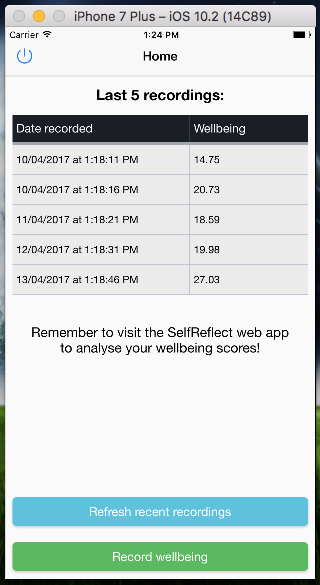 iPhone 7 Plus – iOS 10.2 (14C89)
Carrier 1:24 PM
Home
Last 5 recordings:
Date recorded Wellbeing
10/04/2017 at 1:18:11 PM 14.75
10/04/2017 at 1:18:16 PM 20.73
11/04/2017 at 1:18:21 PM 18.59
12/04/2017 at 1:18:31 PM 19.98
13/04/2017 at 1:18:46 PM 27.03
Remember to visit the SelfReflect web app
to analyse your wellbeing scores!
Refresh recent recordings
Record wellbeing